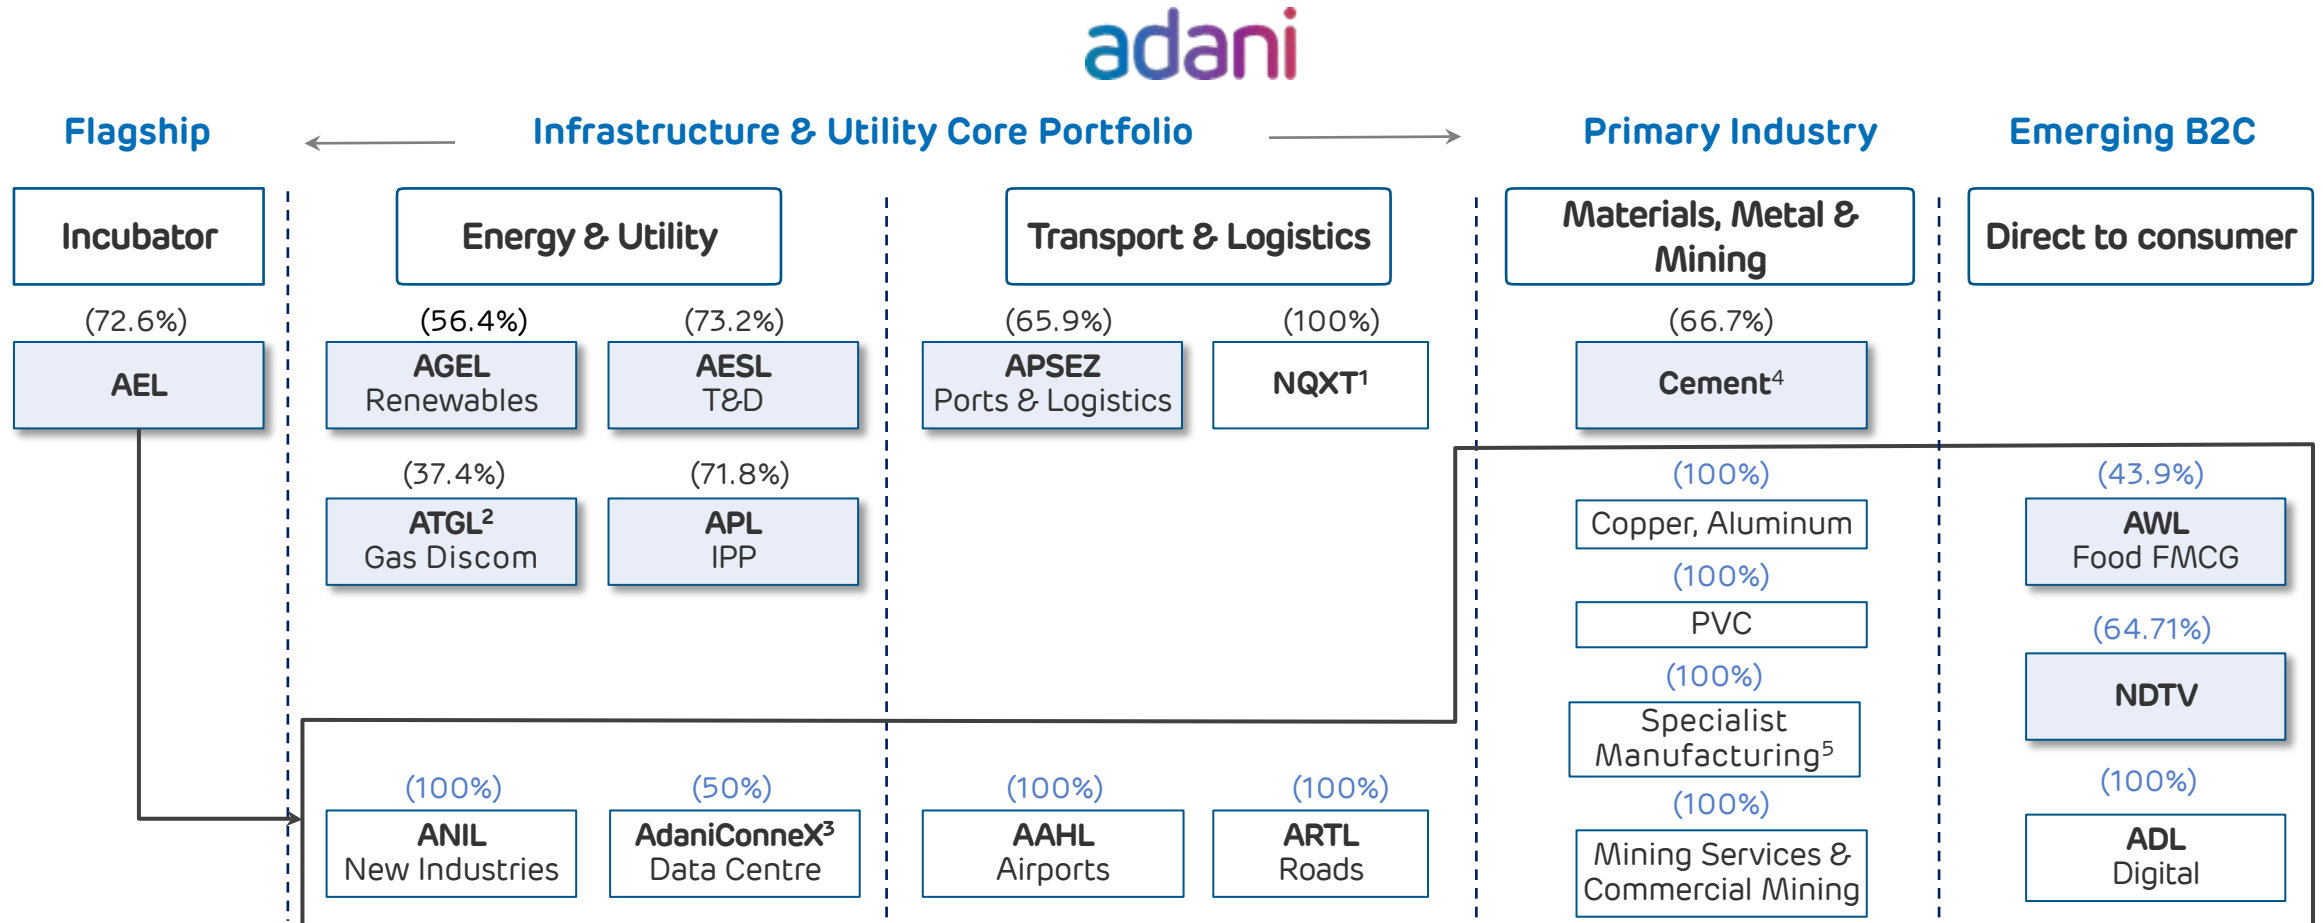 adani
Flagship
Infrastructure & Utility Core Portfolio
Primary Industry
Emerging B2C
Incubator
Energy & Utility
Transport & Logistics
Materials, Metal &
Mining
Direct to consumer
(72.6%)
(56.4%)
(73.2%)
(65.9%)
(100%)
(66.7%)
AEL
AGEL
Renewables
AESL
T&D
APSEZ
Ports & Logistics
NQXT¹
Cement⁴
(37.4%)
(71.8%)
(100%)
(43.9%)
ATGL²
Gas Discom
APL
IPP
Copper, Aluminum
AWL
Food FMCG
(100%)
PVC
(64.71%)
NDTV
(100%)
Specialist
Manufacturing⁵
(100%)
(50%)
(100%)
(100%)
(100%)
(100%)
ANIL
New Industries
AdaniConneX³
Data Centre
AAHL
Airports
ARTL
Roads
Mining Services &
Commercial Mining
ADL
Digital